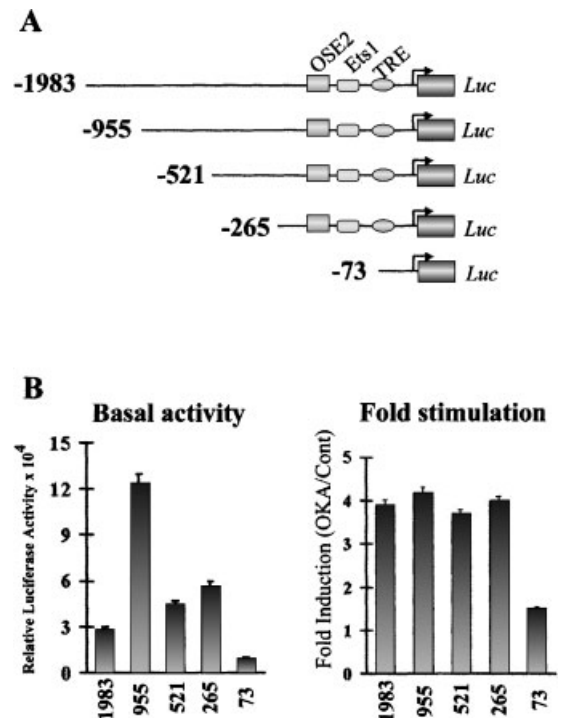 A
OSE2 Ets1 TRE
-1983 Luc
-955 Luc
-521 Luc
-265 Luc
-73 Luc
B
Basal activity
Relative Luciferase Activity x 10⁴
15
12
9
6
3
0
1983 955 521 265 73
Fold stimulation
Fold Induction (OKA/Cont)
5
4
3
2
1
0
1983 955 521 265 73